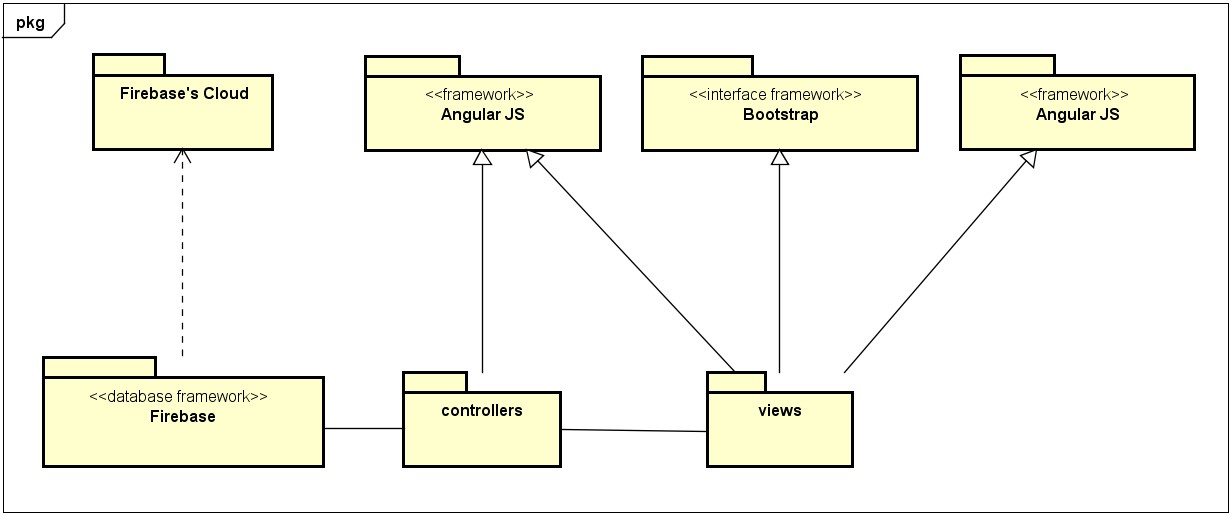 pkg
Firebase's Cloud
<<framework>>
Angular JS
<<interface framework>>
Bootstrap
<<framework>>
Angular JS
<<database framework>>
Firebase
controllers
views